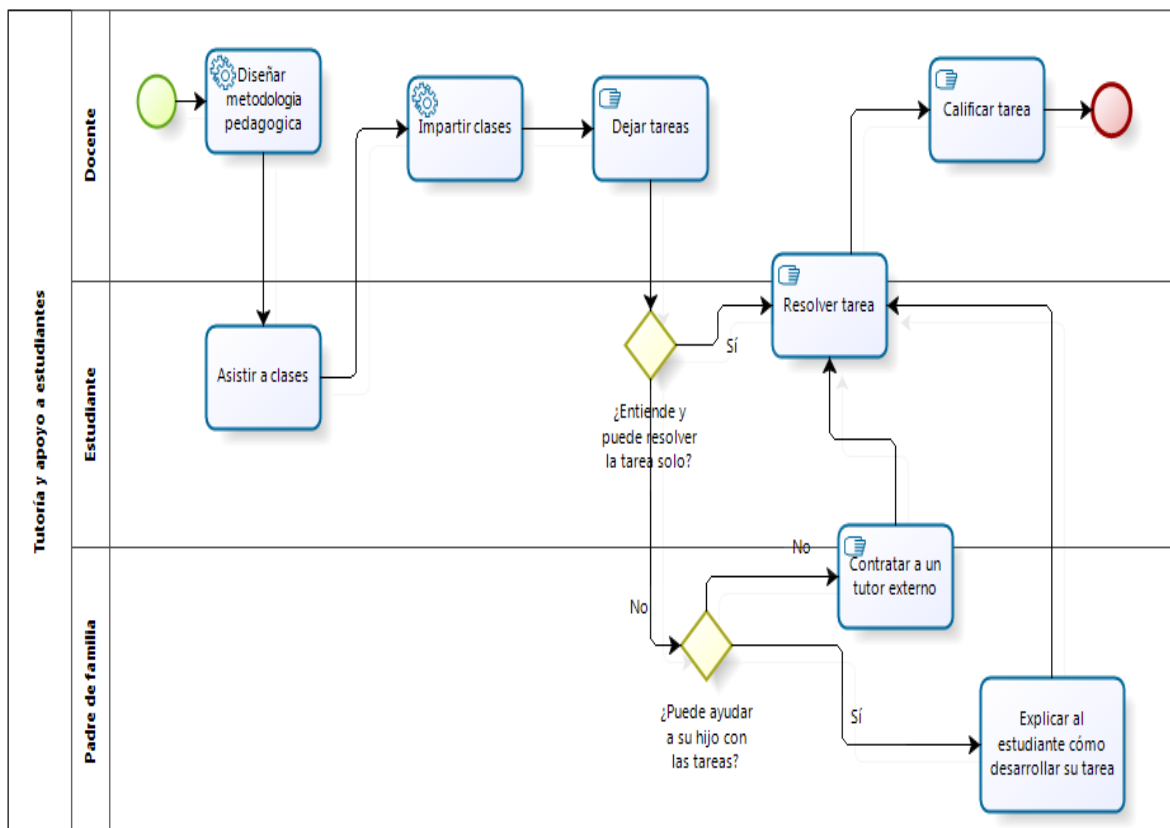 Tutoría y apoyo a estudiantes
Docente
Diseñar
metodologia
pedagogica
Impartir clases
Dejar tareas
Calificar tarea
Estudiante
Asistir a clases
¿Entiende y
puede resolver
la tarea solo?
Sí
Resolver tarea
Padre de familia
No
¿Puede ayudar
a su hijo con
las tareas?
No
Contratar a un
tutor externo
Sí
Explicar al
estudiante cómo
desarrollar su tarea